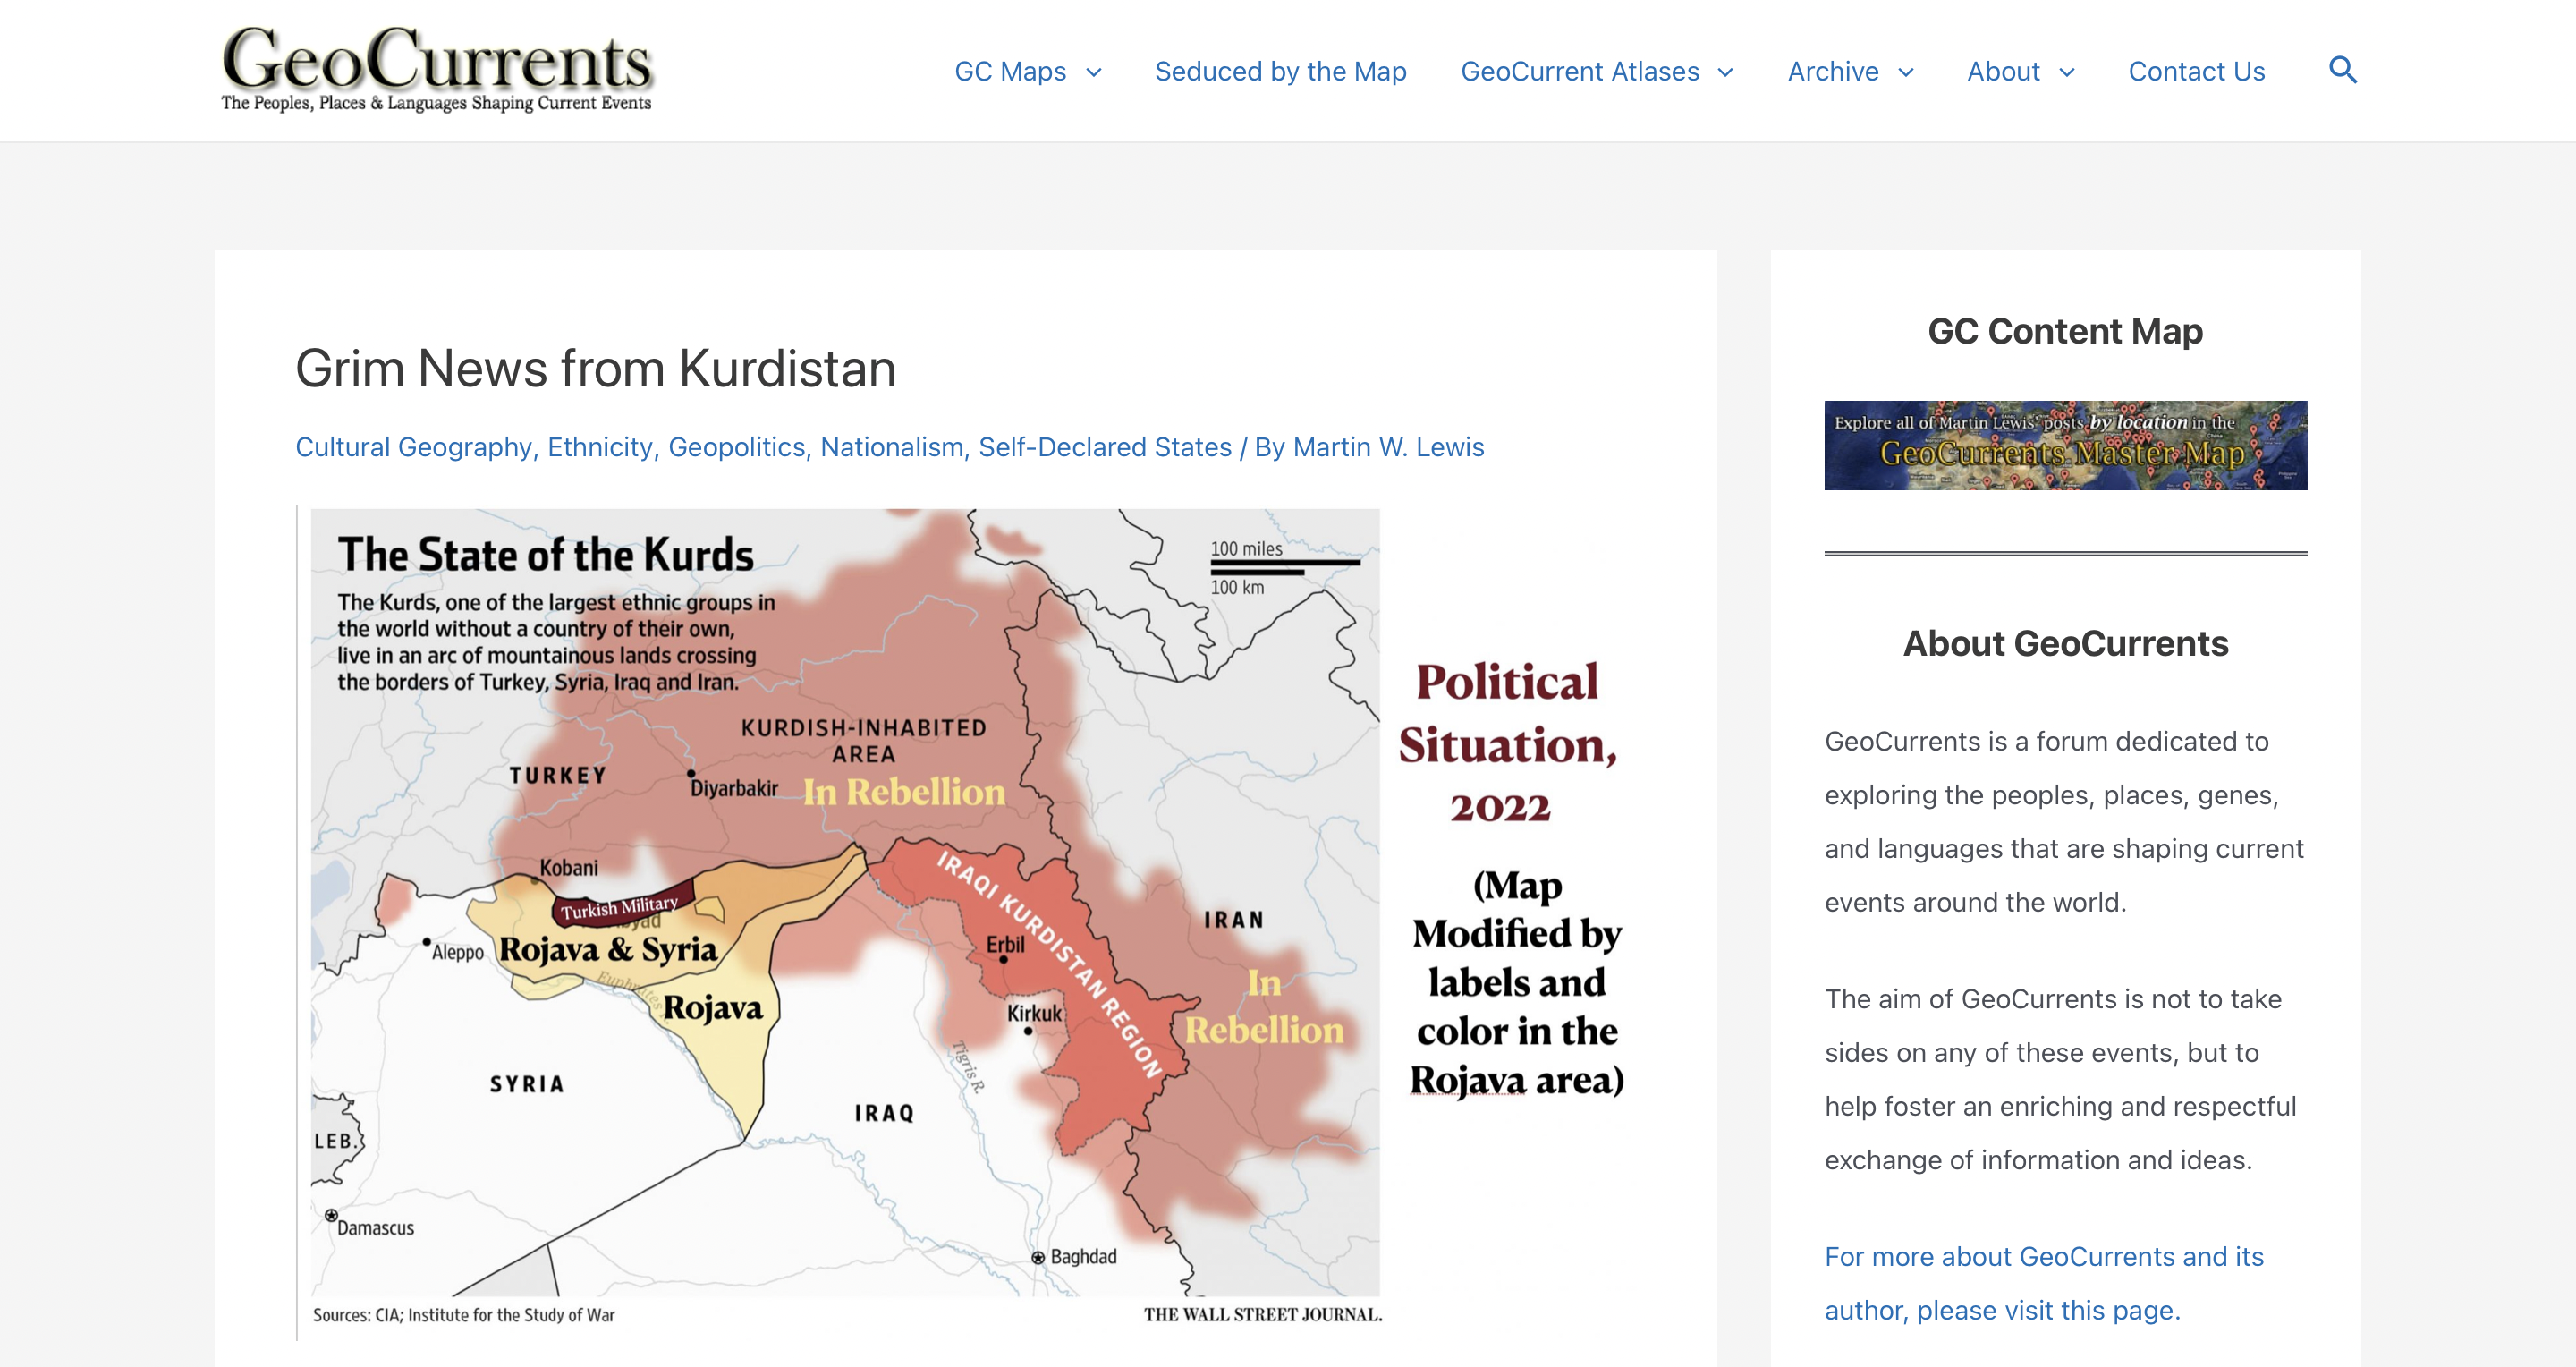 GeoCurrents
The Peoples, Places & Languages Shaping Current Events
GC Maps
Seduced by the Map
GeoCurrent Atlases
Archive
About
Contact Us
Grim News from Kurdistan
Cultural Geography, Ethnicity, Geopolitics, Nationalism, Self-Declared States / By Martin W. Lewis
The State of the Kurds
The Kurds, one of the largest ethnic groups in
the world without a country of their own,
live in an arc of mountainous lands crossing
the borders of Turkey, Syria, Iraq and Iran.
100 miles
100 km
KURDISH-INHABITED
AREA
In Rebellion
TURKEY
Diyarbakir
Kobani
Turkish Military
Aleppo
Rojava & Syria
Euphrates R.
Rojava
SYRIA
LEB.
Damascus
IRAQI KURDISTAN REGION
Erbil
Kirkuk
Tigris R.
IRAQ
Baghdad
IRAN
In
Rebellion
Sources: CIA; Institute for the Study of War
THE WALL STREET JOURNAL.
Political
Situation,
2022
(Map
Modified by
labels and
color in the
Rojava area)
GC Content Map
Explore all of Martin Lewis' posts by location in the
GeoCurrents Master Map
About GeoCurrents
GeoCurrents is a forum dedicated to
exploring the peoples, places, genes,
and languages that are shaping current
events around the world.
The aim of GeoCurrents is not to take
sides on any of these events, but to
help foster an enriching and respectful
exchange of information and ideas.
For more about GeoCurrents and its
author, please visit this page.